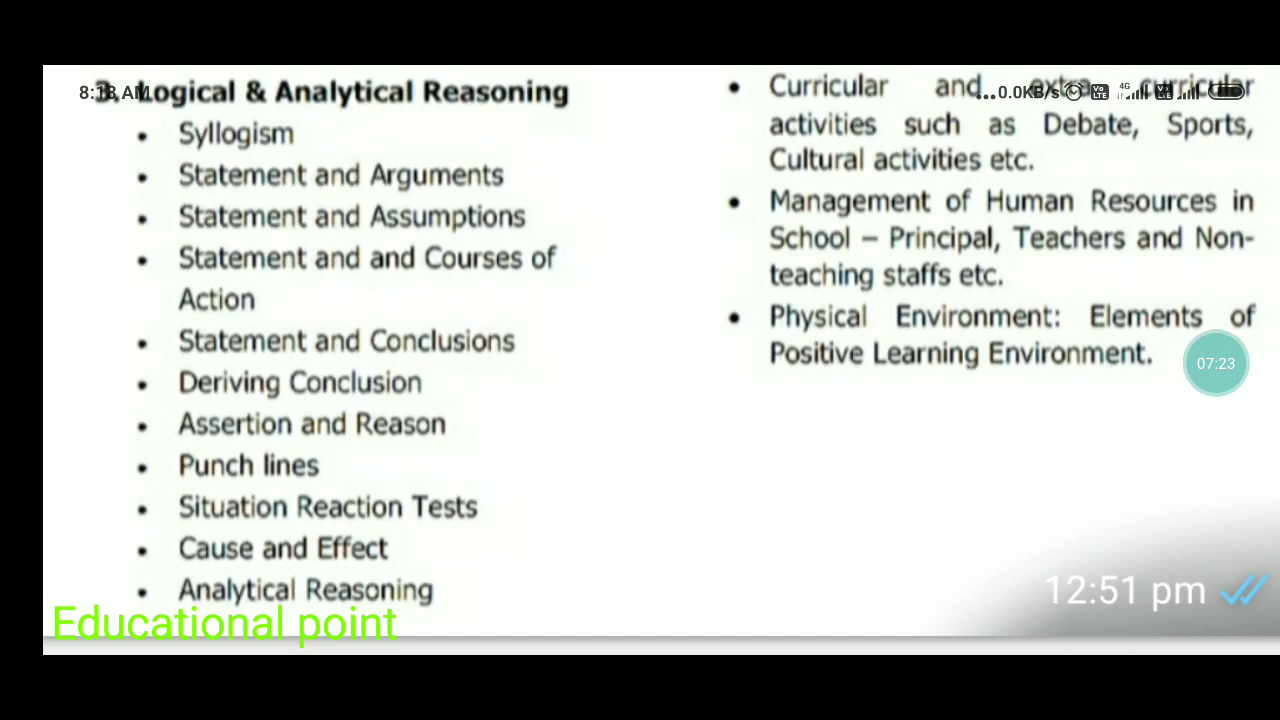 8:18 AM
...0.0KB/s
3. Logical & Analytical Reasoning
• Syllogism
• Statement and Arguments
• Statement and Assumptions
• Statement and and Courses of
Action
• Statement and Conclusions
• Deriving Conclusion
• Assertion and Reason
• Punch lines
• Situation Reaction Tests
• Cause and Effect
• Analytical Reasoning
Educational point
• Curricular and extra curricular
activities such as Debate, Sports,
Cultural activities etc.
• Management of Human Resources in
School – Principal, Teachers and Non-
teaching staffs etc.
• Physical Environment: Elements of
Positive Learning Environment.
07:23
12:51 pm